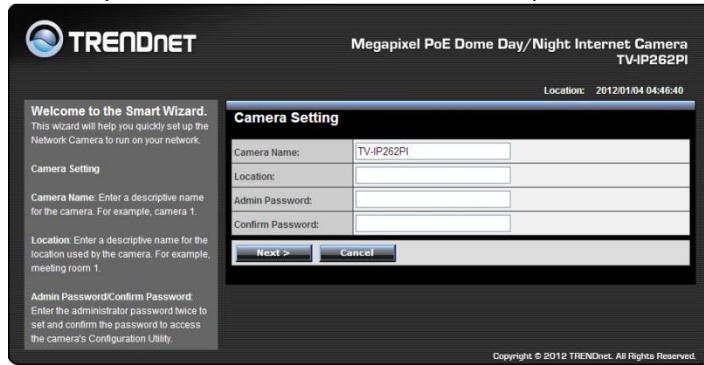 TRENDNET
Megapixel PoE Dome Day/Night Internet Camera
TV-IP262PI
Location: 2012/01/04 04:46:40
Welcome to the Smart Wizard.
This wizard will help you quickly set up the
Network Camera to run on your network.
Camera Setting
Camera Name: Enter a descriptive name
for the camera. For example, camera 1.
Location: Enter a descriptive name for the
location used by the camera. For example,
meeting room 1.
Admin Password/Confirm Password:
Enter the administrator password twice to
set and confirm the password to access
the camera's Configuration Utility.
Camera Setting
Camera Name: TV-IP262PI
Location:
Admin Password:
Confirm Password:
Next > Cancel
Copyright © 2012 TRENDnet. All Rights Reserved.